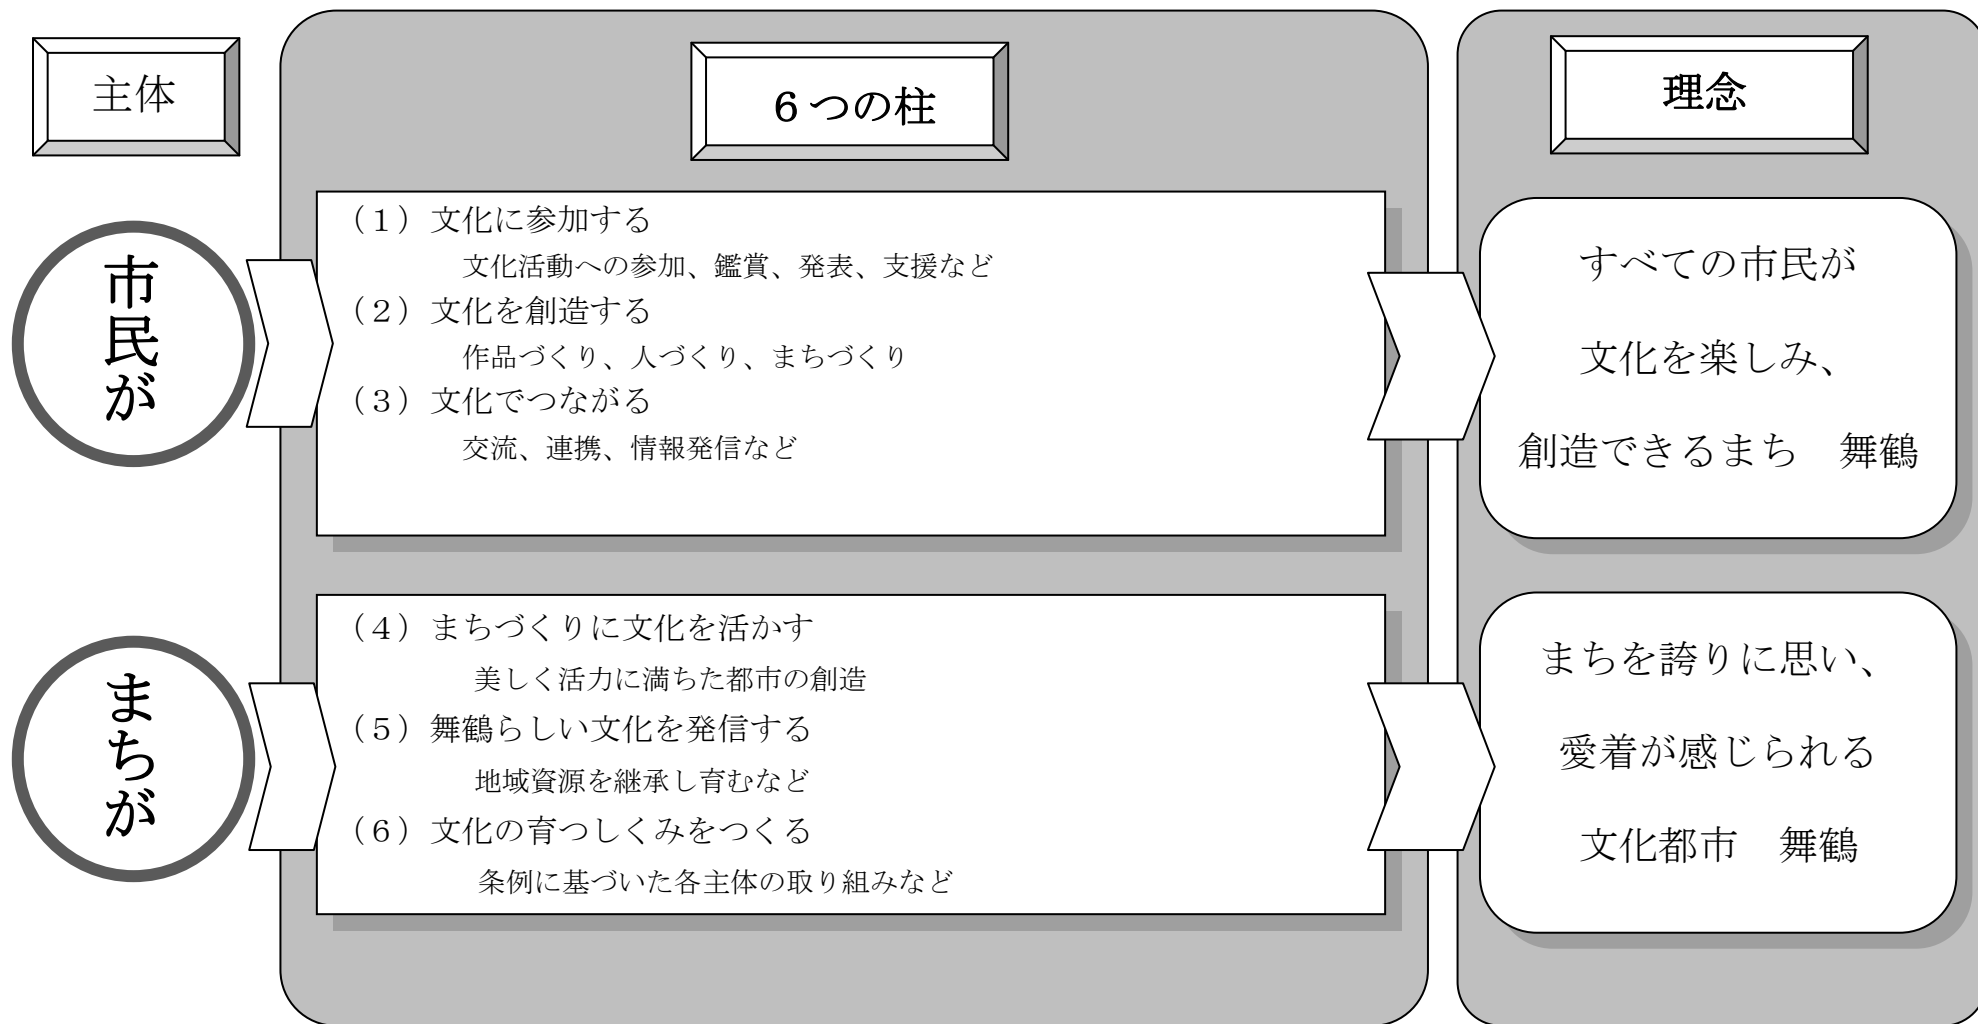 主体
6つの柱
理念
市民が
(1)文化に参加する
文化活動への参加、鑑賞、発表、支援など
(2)文化を創造する
作品づくり、人づくり、まちづくり
(3)文化でつながる
交流、連携、情報発信など
すべての市民が
文化を楽しみ、
創造できるまち 舞鶴
まちが
(4)まちづくりに文化を活かす
美しく活力に満ちた都市の創造
(5)舞鶴らしい文化を発信する
地域資源を継承し育むなど
(6)文化の育つしくみをつくる
条例に基づいた各主体の取り組みなど
まちを誇りに思い、
愛着が感じられる
文化都市 舞鶴